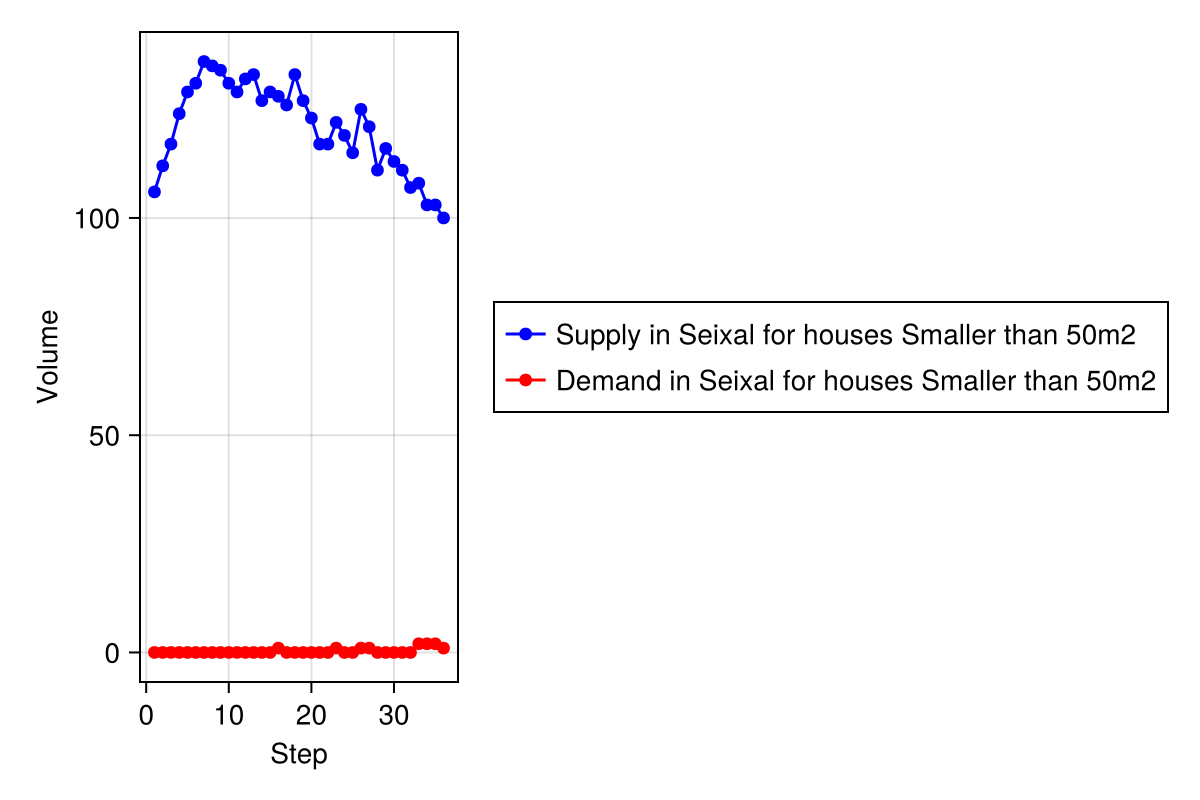 Volume
100
50
0
0 10 20 30
Step
Supply in Seixal for houses Smaller than 50m2
Demand in Seixal for houses Smaller than 50m2